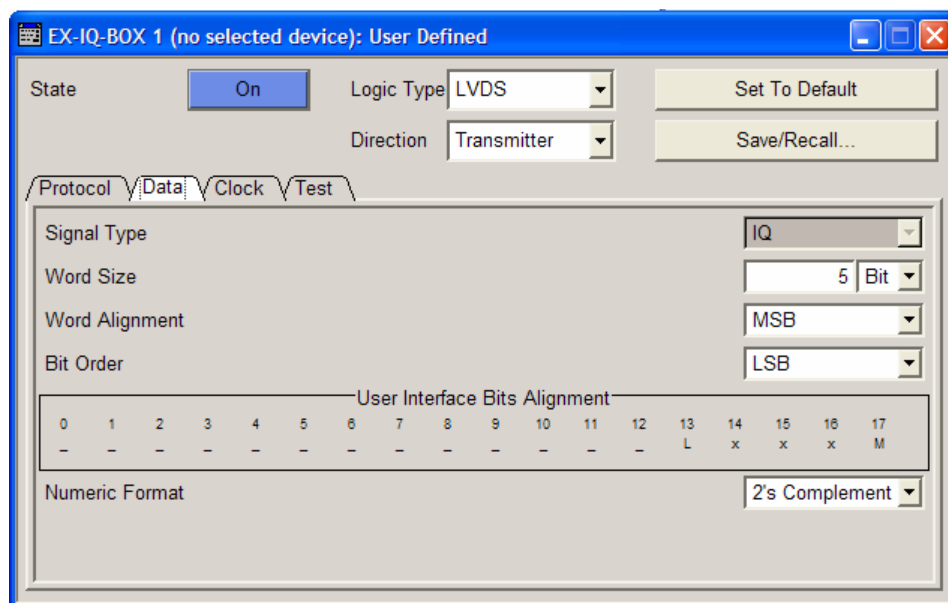 EX-IQ-BOX 1 (no selected device): User Defined
State On Logic Type LVDS Set To Default
Direction Transmitter Save/Recall...
Protocol Data Clock Test
Signal Type IQ
Word Size 5 Bit
Word Alignment MSB
Bit Order LSB
User Interface Bits Alignment
0 1 2 3 4 5 6 7 8 9 10 11 12 13 14 15 16 17
– – – – – – – – – – – – – L x x x M
Numeric Format 2's Complement